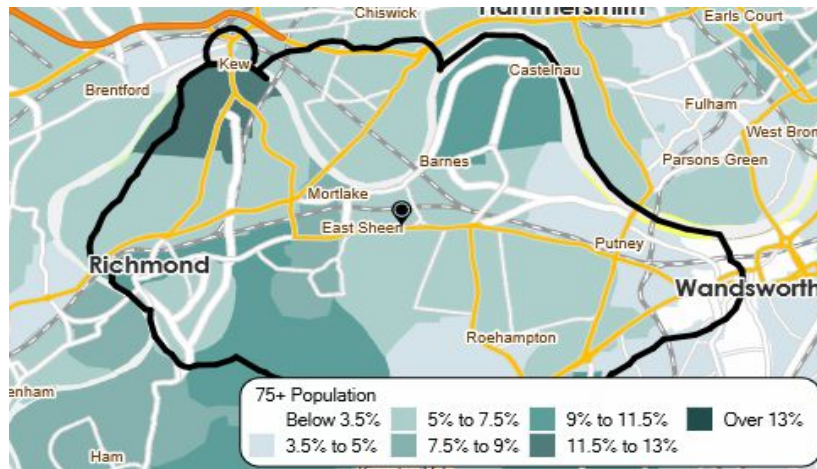 Chiswick
Hammersmith
Earls Court
Kew
Brentford
Castelnau
Fulham
West Bron
Barnes
Parsons Green
Mortlake
East Sheen
Putney
Richmond
Wandsworth
Roehampton
enham
Ham
75+ Population
Below 3.5% 5% to 7.5% 9% to 11.5% Over 13%
3.5% to 5% 7.5% to 9% 11.5% to 13%